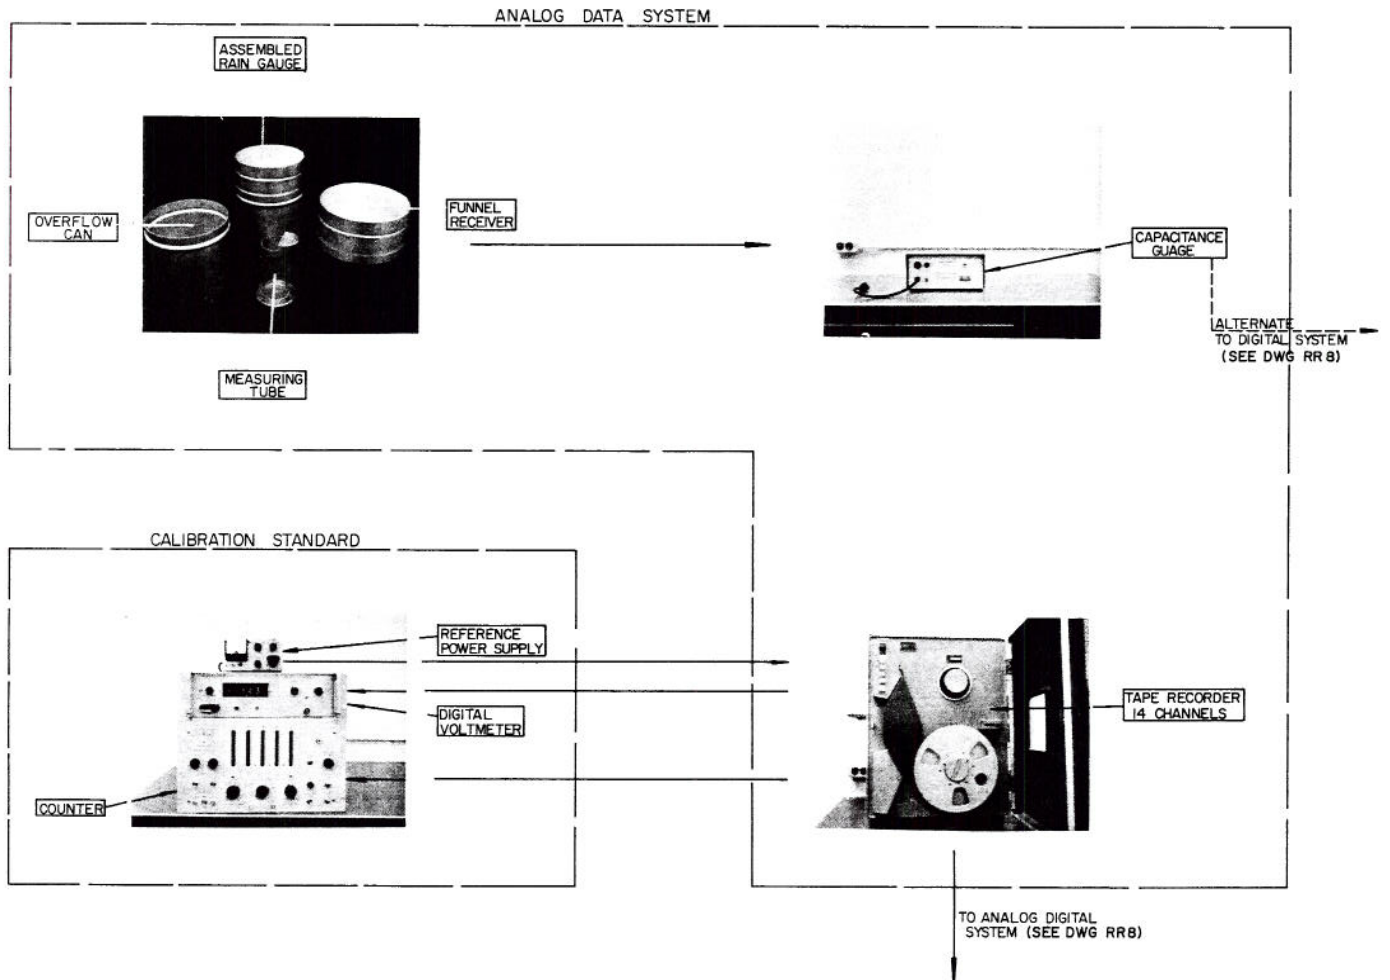 ANALOG DATA SYSTEM
ASSEMBLED
RAIN GAUGE
OVERFLOW
CAN
FUNNEL
RECEIVER
MEASURING
TUBE
CAPACITANCE
GUAGE
ALTERNATE
TO DIGITAL SYSTEM
(SEE DWG RR8)
CALIBRATION STANDARD
REFERENCE
POWER SUPPLY
DIGITAL
VOLTMETER
COUNTER
TAPE RECORDER
14 CHANNELS
TO ANALOG DIGITAL
SYSTEM (SEE DWG RR8)